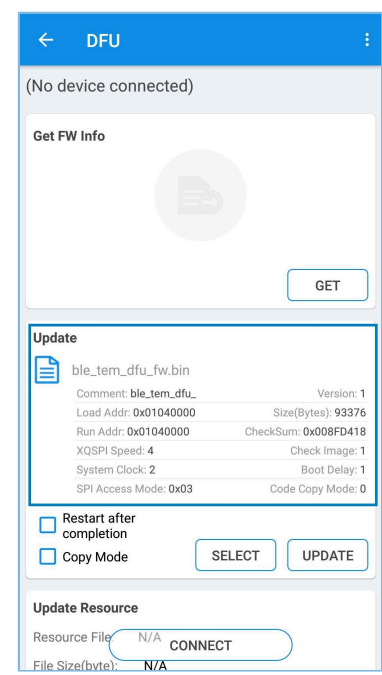 DFU
(No device connected)
Get FW Info
GET
Update
ble_tem_dfu_fw.bin
Comment: ble_tem_dfu_ Version: 1
Load Addr: 0x01040000 Size(Bytes): 93376
Run Addr: 0x01040000 CheckSum: 0x008FD418
XQSPI Speed: 4 Check Image: 1
System Clock: 2 Boot Delay: 1
SPI Access Mode: 0x03 Code Copy Mode: 0
Restart after
completion
Copy Mode SELECT UPDATE
Update Resource
Resource File: N/A
CONNECT
File Size(byte): N/A